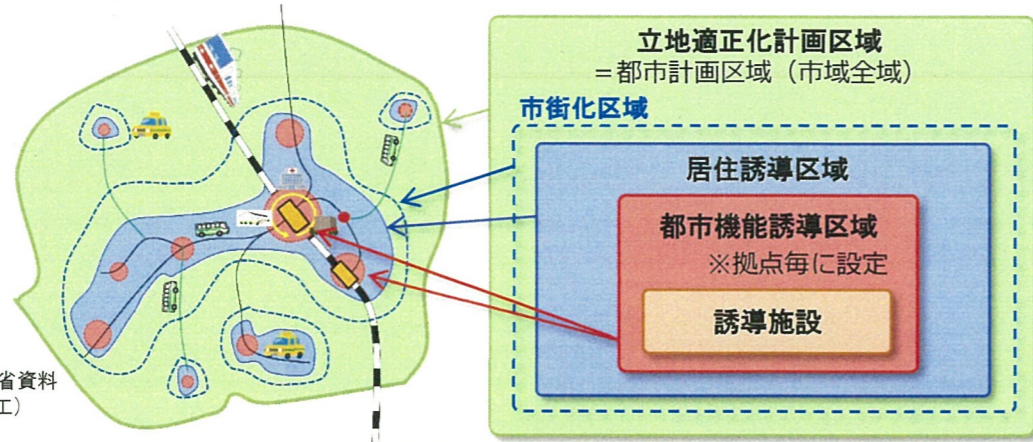 立地適正化計画区域
＝都市計画区域（市域全域）
市街化区域
居住誘導区域
都市機能誘導区域
※拠点毎に設定
誘導施設
省資料
工）